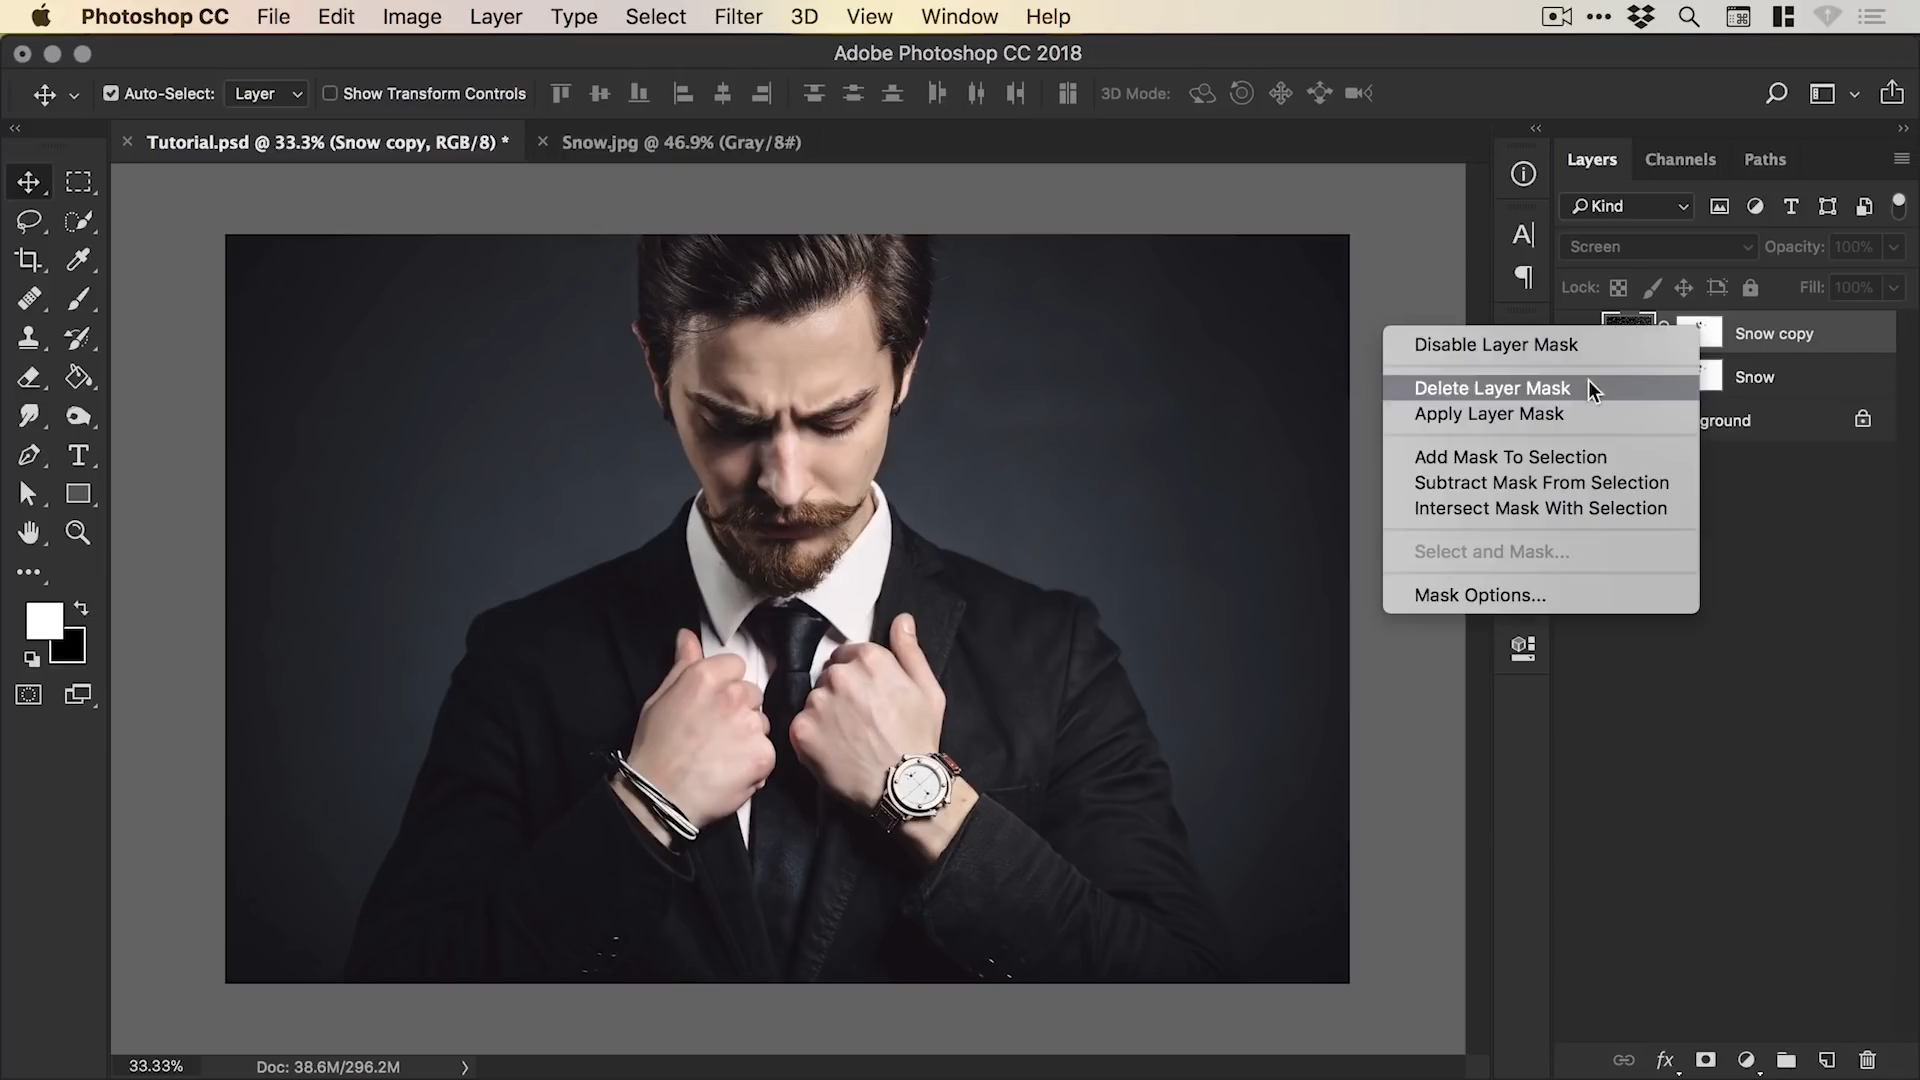 Photoshop CC File Edit Image Layer Type Select Filter 3D View Window Help
Adobe Photoshop CC 2018
Auto-Select: Layer Show Transform Controls 3D Mode:
Tutorial.psd @ 33.3% (Snow copy, RGB/8) * Snow.jpg @ 46.9% (Gray/8#)
Layers Channels Paths
Kind
Screen Opacity: 100%
Lock: Fill: 100%
Snow copy
Snow
ground
Disable Layer Mask
Delete Layer Mask
Apply Layer Mask
Add Mask To Selection
Subtract Mask From Selection
Intersect Mask With Selection
Select and Mask...
Mask Options...
33.33% Doc: 38.6M/296.2M
fx